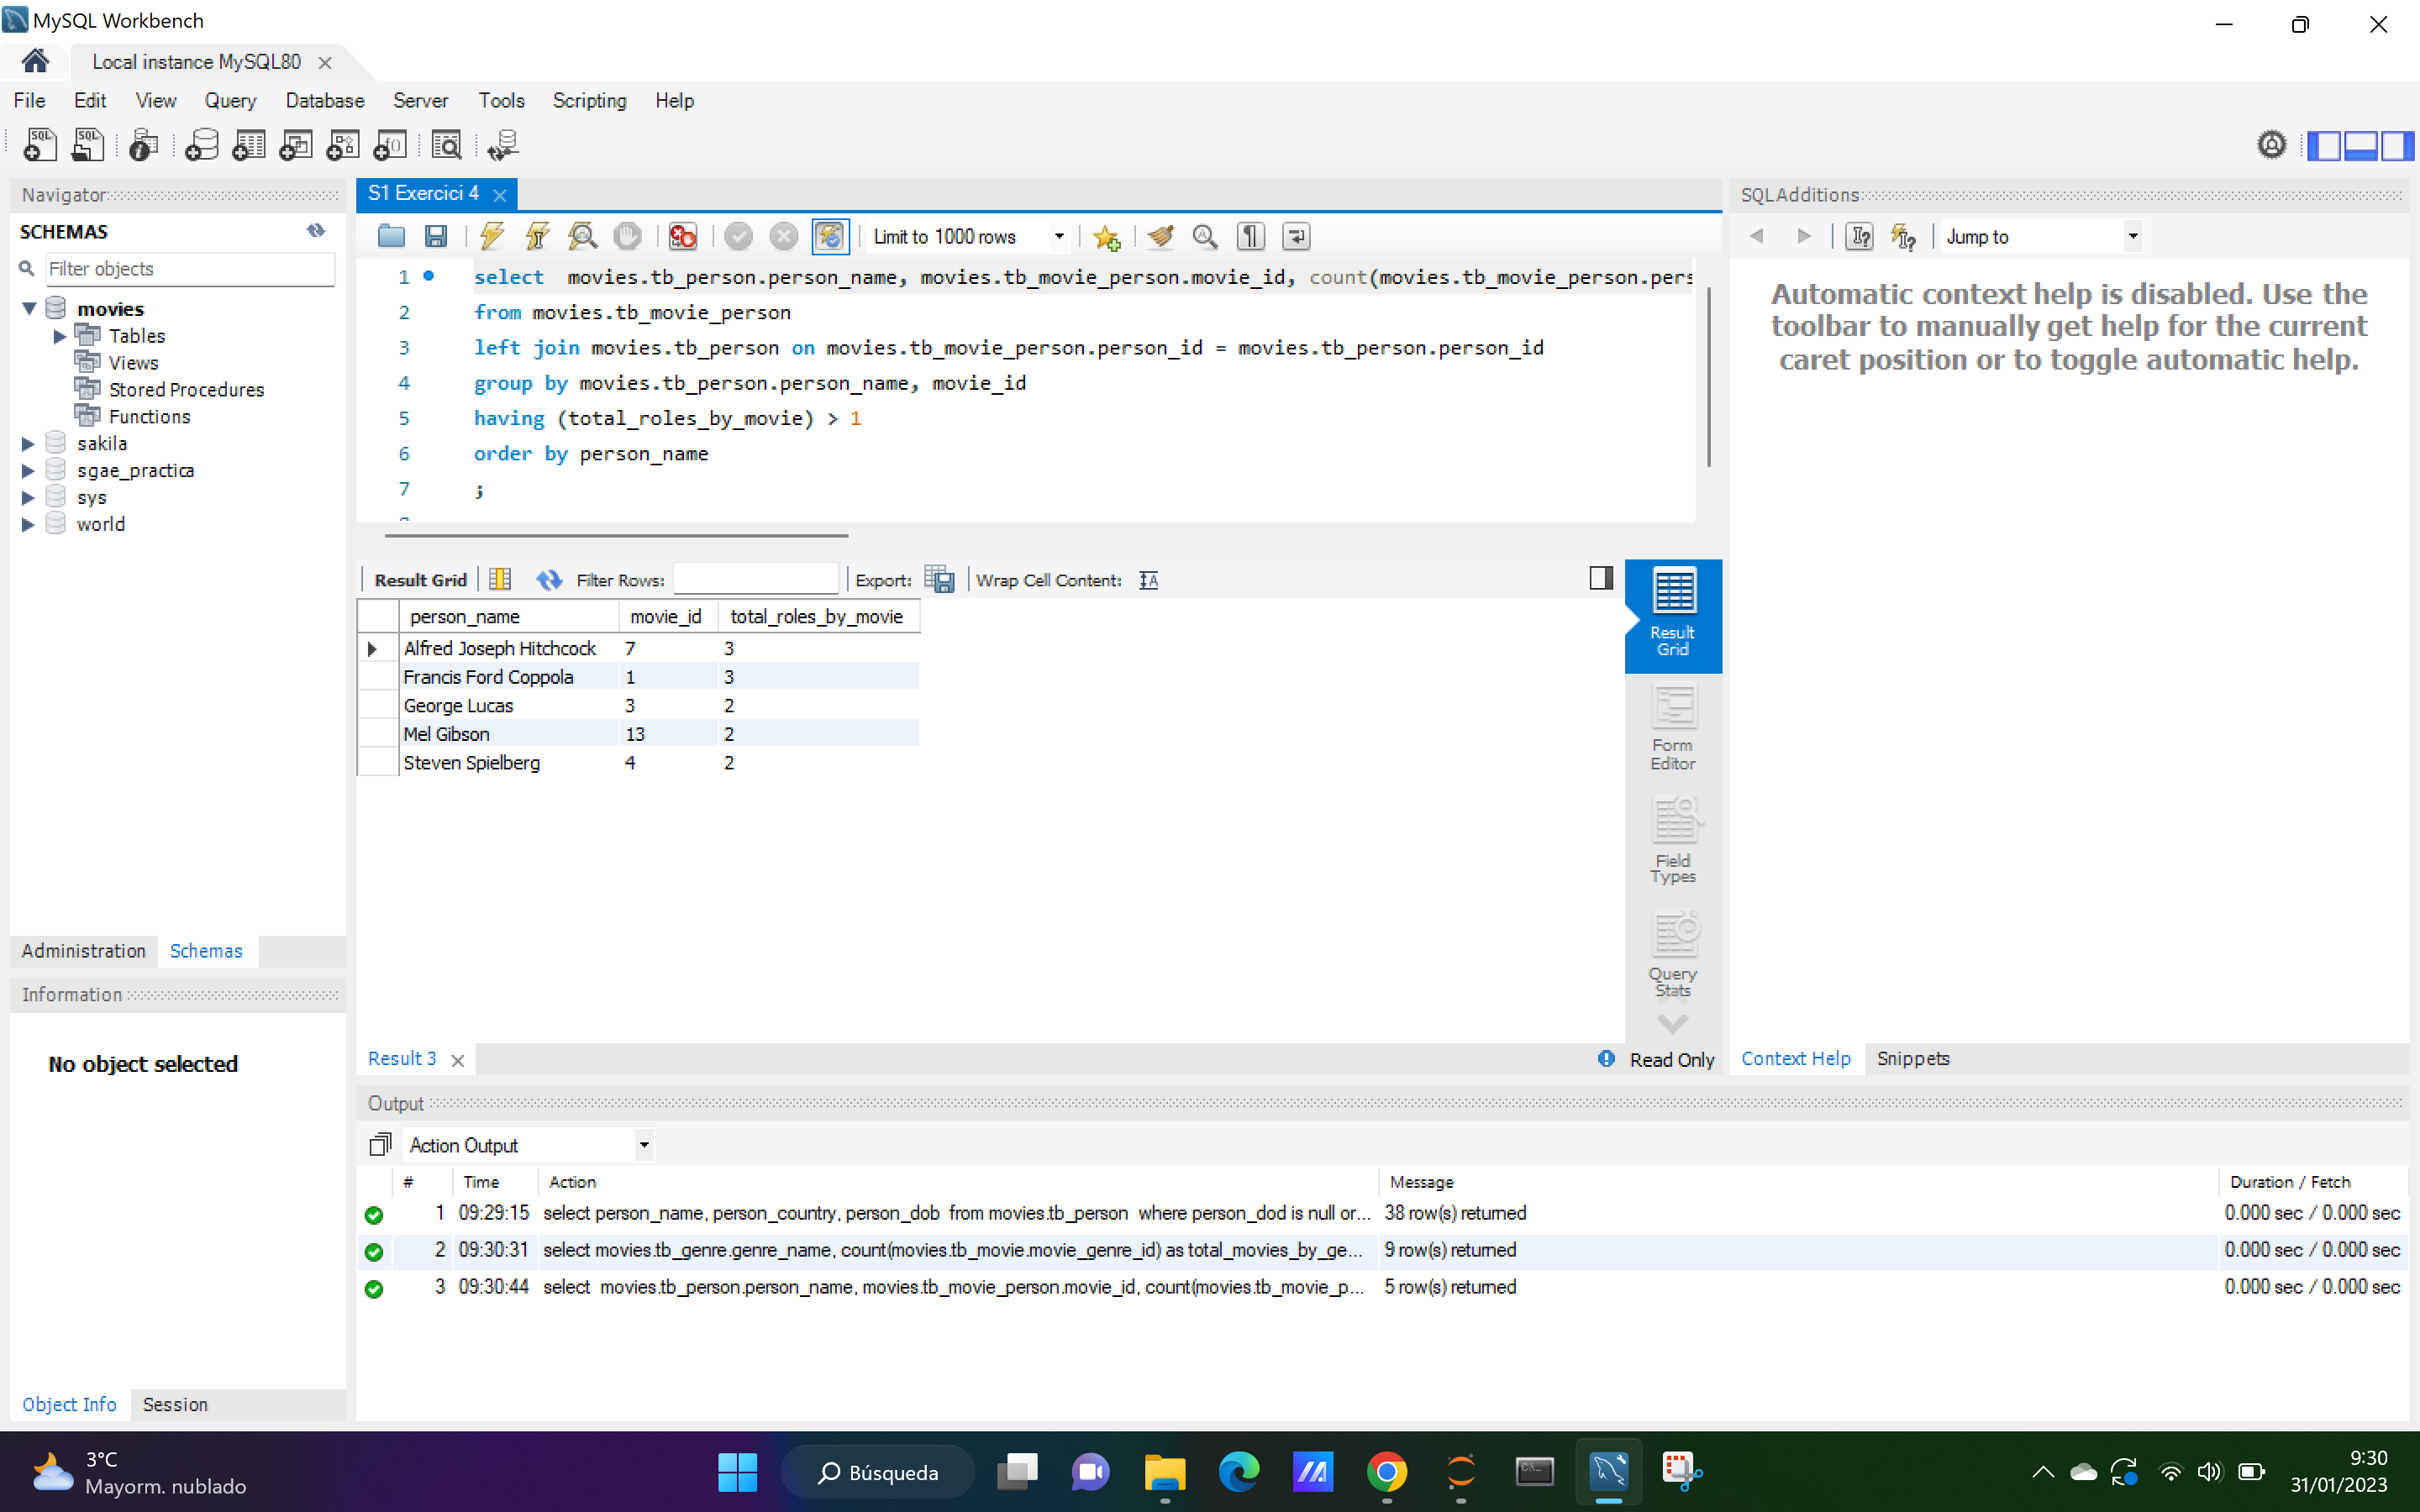 MySQL Workbench
Local instance MySQL80
File Edit View Query Database Server Tools Scripting Help
Navigator
SCHEMAS
Filter objects
movies
Tables
Views
Stored Procedures
Functions
sakila
sgae_practica
sys
world
Administration Schemas
Information
No object selected
Object Info Session
S1 Exercici 4
Limit to 1000 rows
1 select movies.tb_person.person_name, movies.tb_movie_person.movie_id, count(movies.tb_movie_person.pers
2 from movies.tb_movie_person
3 left join movies.tb_person on movies.tb_movie_person.person_id = movies.tb_person.person_id
4 group by movies.tb_person.person_name, movie_id
5 having (total_roles_by_movie) > 1
6 order by person_name
7 ;
Result Grid Filter Rows: Export: Wrap Cell Content:
person_name movie_id total_roles_by_movie
Alfred Joseph Hitchcock 7 3
Francis Ford Coppola 1 3
George Lucas 3 2
Mel Gibson 13 2
Steven Spielberg 4 2
Result
Grid
Form
Editor
Field
Types
Query
Stats
Result 3
Read Only
SQLAdditions
Jump to
Automatic context help is disabled. Use the
toolbar to manually get help for the current
caret position or to toggle automatic help.
Context Help Snippets
Output
Action Output
# Time Action Message Duration / Fetch
1 09:29:15 select person_name, person_country, person_dob from movies.tb_person where person_dod is null or... 38 row(s) returned 0.000 sec / 0.000 sec
2 09:30:31 select movies.tb_genre.genre_name, count(movies.tb_movie.movie_genre_id) as total_movies_by_ge... 9 row(s) returned 0.000 sec / 0.000 sec
3 09:30:44 select movies.tb_person.person_name, movies.tb_movie_person.movie_id, count(movies.tb_movie_p... 5 row(s) returned 0.000 sec / 0.000 sec
3°C
Mayorm. nublado
Búsqueda
9:30
31/01/2023